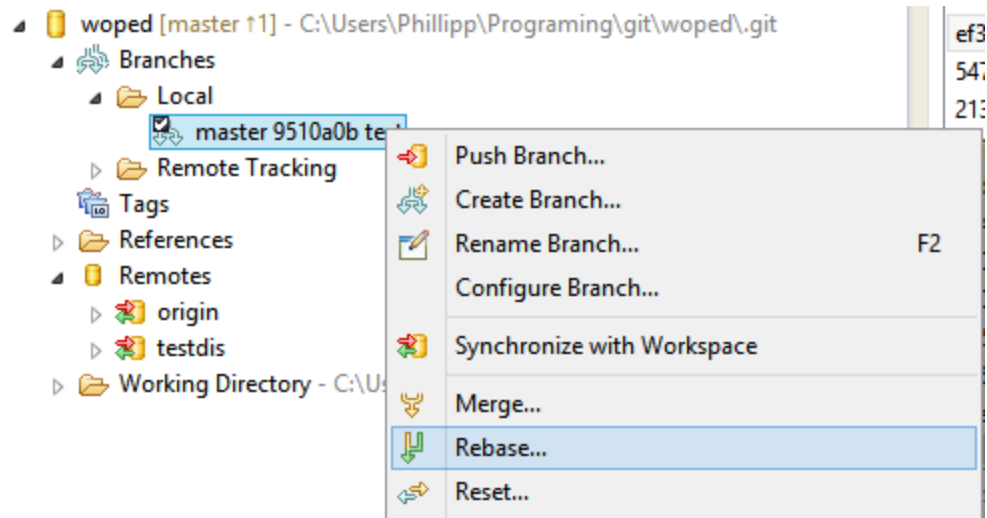 woped [master ↑1] - C:\Users\Phillipp\Programing\git\woped\.git
Branches
Local
master 9510a0b
Remote Tracking
Tags
References
Remotes
origin
testdis
Working Directory - C:\Us
Push Branch...
Create Branch...
Rename Branch... F2
Configure Branch...
Synchronize with Workspace
Merge...
Rebase...
Reset...
ef3
547
213